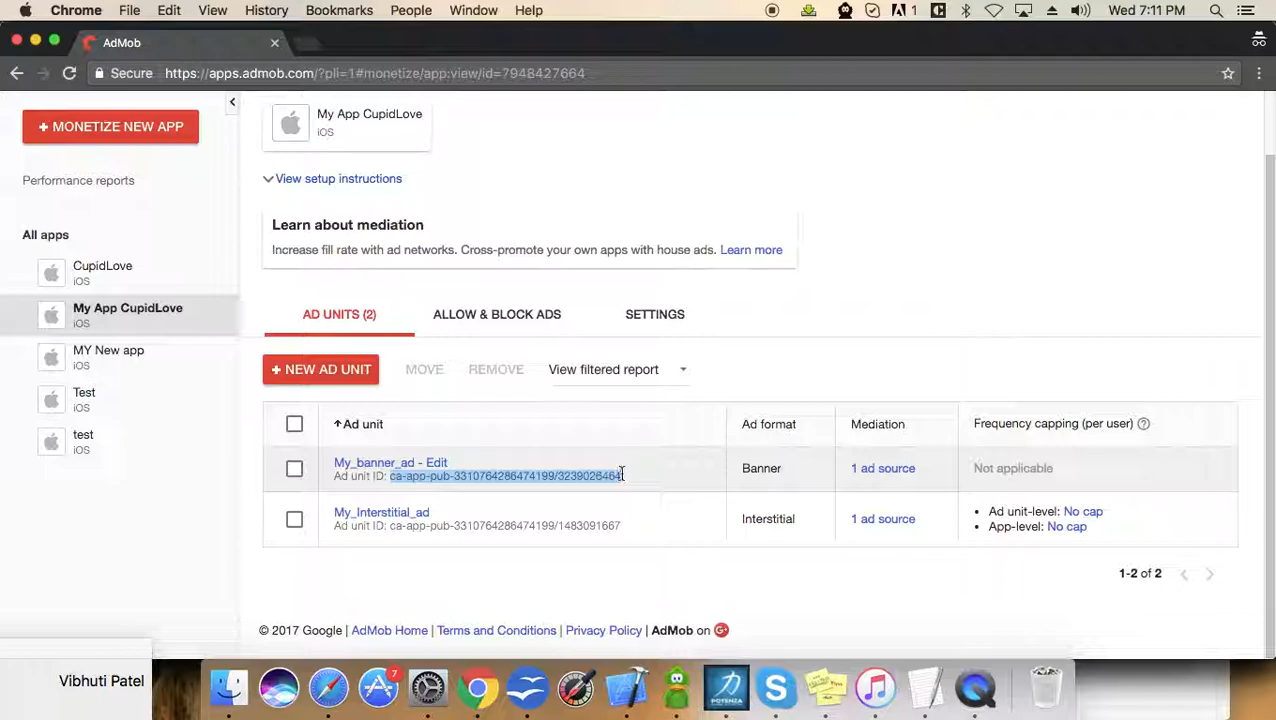 Chrome File Edit View History Bookmarks People Window Help
1 Wed 7:11 PM
AdMob
Secure https://apps.admob.com/?pli=1#monetize/app:view/id=7948427664
+ MONETIZE NEW APP
Performance reports
All apps
CupidLove
iOS
My App CupidLove
iOS
MY New app
iOS
Test
iOS
test
iOS
My App CupidLove
iOS
View setup instructions
Learn about mediation
Increase fill rate with ad networks. Cross-promote your own apps with house ads. Learn more
AD UNITS (2) ALLOW & BLOCK ADS SETTINGS
+ NEW AD UNIT MOVE REMOVE View filtered report
Ad unit Ad format Mediation Frequency capping (per user)
My_banner_ad - Edit
Ad unit ID: ca-app-pub-3310764286474199/3239026464
Banner 1 ad source Not applicable
My_Interstitial_ad
Ad unit ID: ca-app-pub-3310764286474199/1483091667
Interstitial 1 ad source
Ad unit-level: No cap
App-level: No cap
1-2 of 2
© 2017 Google | AdMob Home | Terms and Conditions | Privacy Policy | AdMob on G+
Vibhuti Patel
7
POTENZA